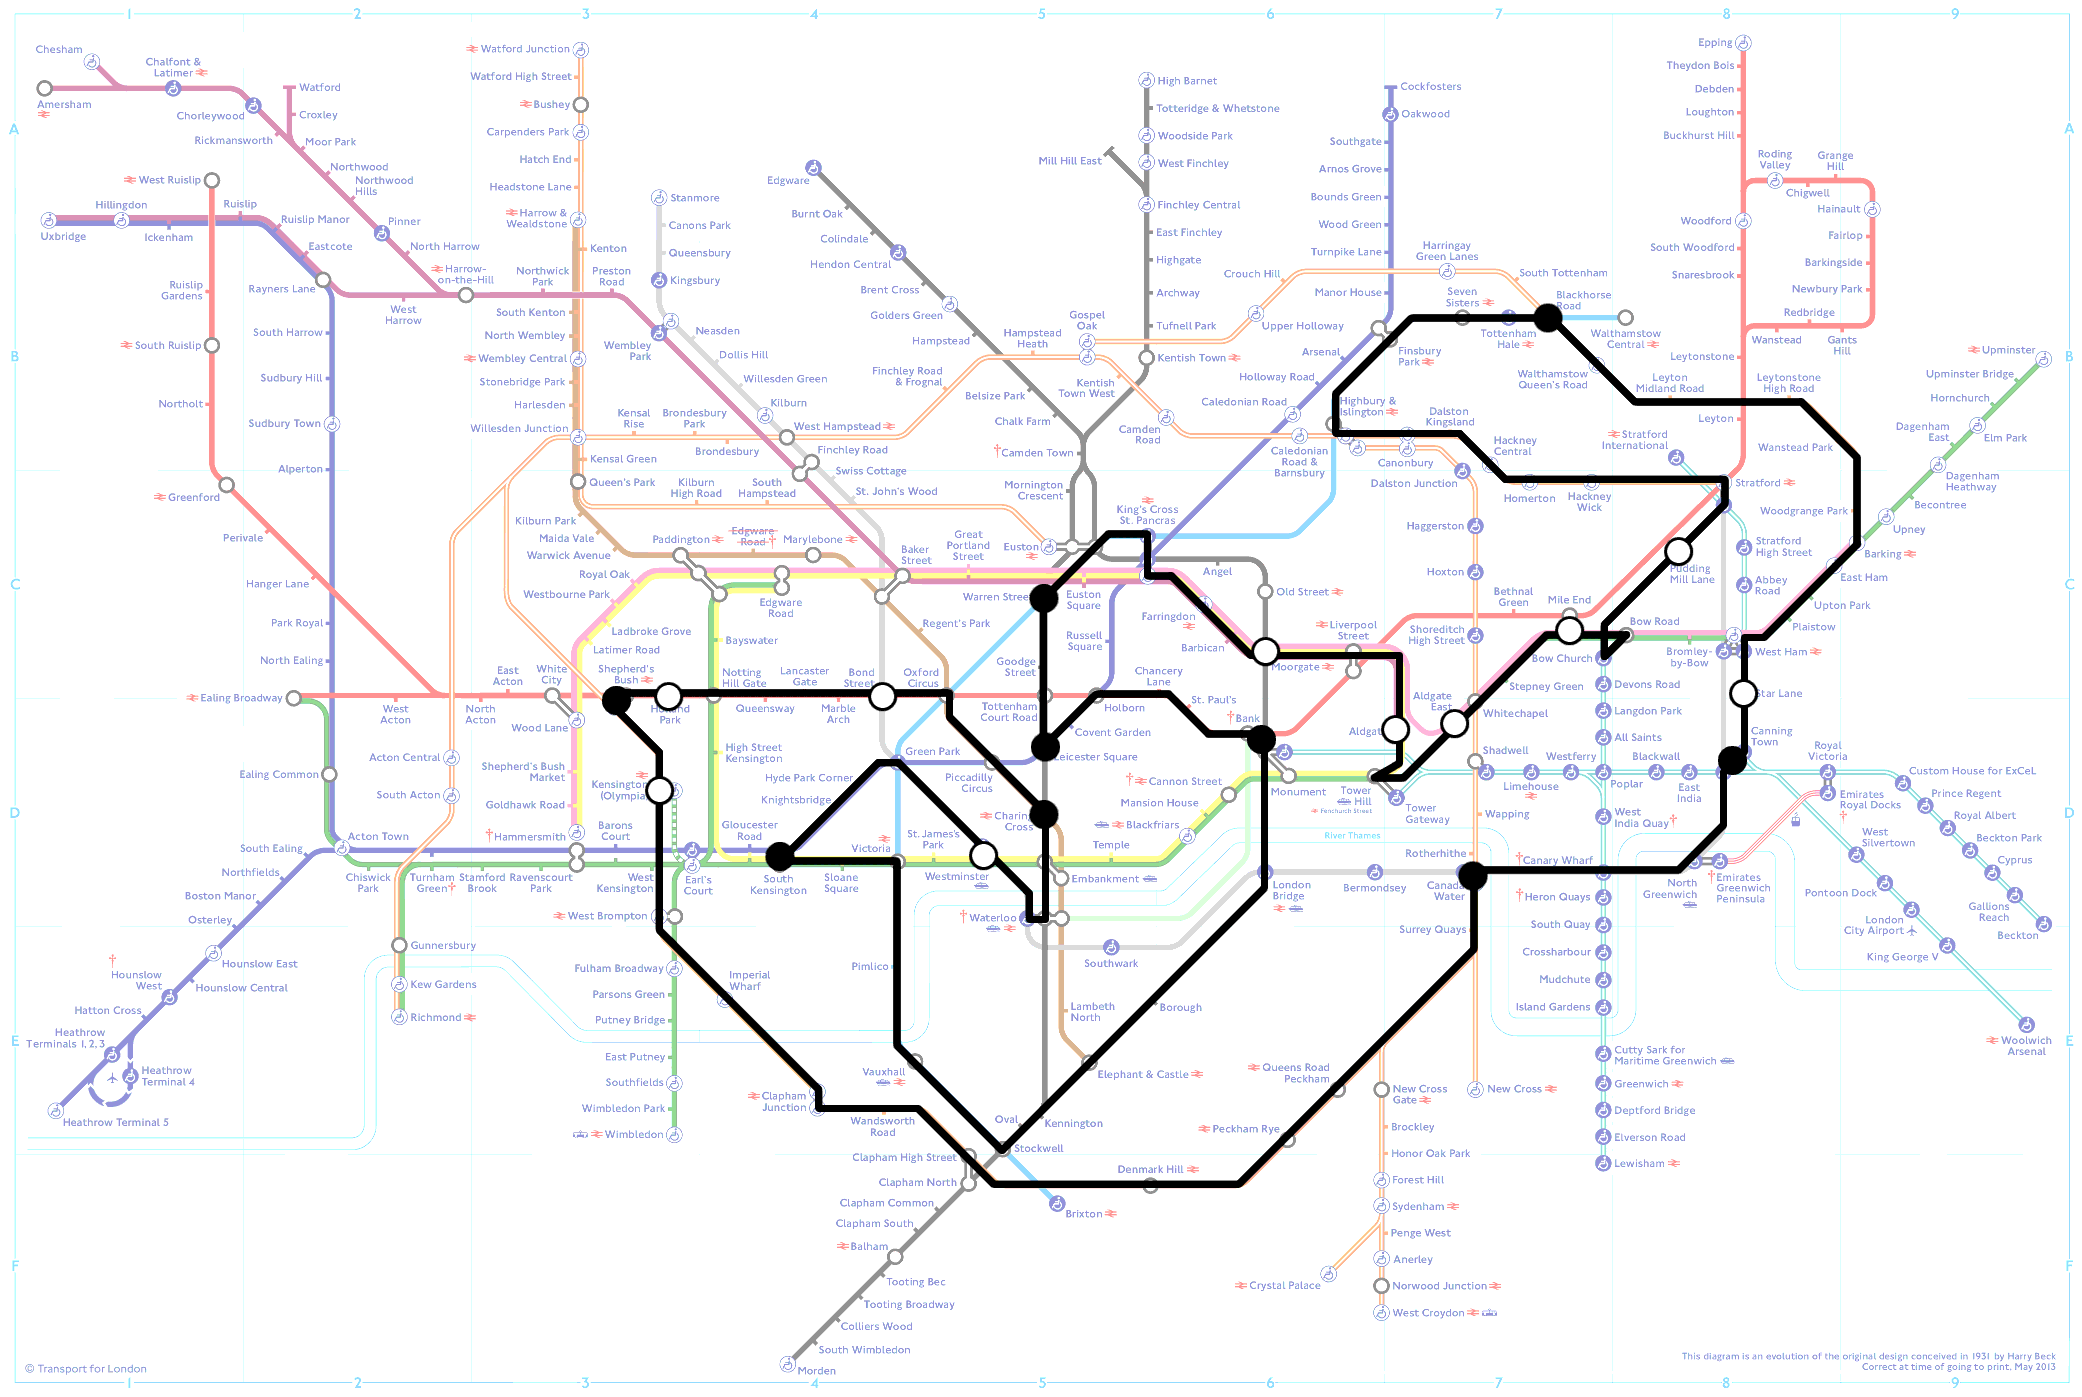 1 2 3 4 5 6 7 8 9
Chesham
Chalfont &
Latimer
Amersham
Chorleywood
Rickmansworth
Watford
Croxley
Moor Park
Northwood
Northwood
Hills
Pinner
North Harrow
Harrow-
on-the-Hill
Northwick
Park
Preston
Road
West
Harrow
A
A
West Ruislip
Hillingdon
Ruislip
Uxbridge
Ickenham
Ruislip Manor
Eastcote
Rayners Lane
Ruislip
Gardens
South Ruislip
Northolt
Greenford
Perivale
Hanger Lane
South Harrow
Sudbury Hill
Sudbury Town
Alperton
Park Royal
North Ealing
Ealing Broadway
West
Acton
North
Acton
East
Acton
White
City
Shepherd's
Bush
Wood Lane
Ealing Common
Acton Central
South Acton
Shepherd's Bush
Market
Goldhawk Road
Hammersmith
South Ealing
Acton Town
Northfields
Boston Manor
Osterley
Hounslow East
Hounslow Central
Hounslow
West
Hatton Cross
Heathrow
Terminals 1, 2, 3
Heathrow
Terminal 4
Heathrow Terminal 5
Chiswick
Park
Turnham
Green
Stamford
Brook
Ravenscourt
Park
Barons
Court
West
Kensington
Gunnersbury
Kew Gardens
Richmond
Watford Junction
Watford High Street
Bushey
Carpenders Park
Hatch End
Headstone Lane
Harrow &
Wealdstone
Kenton
South Kenton
North Wembley
Wembley Central
Stonebridge Park
Harlesden
Willesden Junction
Kensal Green
Queen's Park
Kilburn Park
Maida Vale
Warwick Avenue
Royal Oak
Westbourne Park
Ladbroke Grove
Latimer Road
Stanmore
Canons Park
Queensbury
Kingsbury
Wembley
Park
Neasden
Dollis Hill
Willesden Green
Kilburn
West Hampstead
Finchley Road
Swiss Cottage
St. John's Wood
Kensal
Rise
Brondesbury
Park
Brondesbury
Kilburn
High Road
South
Hampstead
Finchley Road
& Frognal
Hampstead
Heath
Gospel
Oak
Paddington
Edgware
Road
Marylebone
Edgware
Road
Baker
Street
Great
Portland
Street
Euston
Square
Warren Street
Regent's Park
Bayswater
Notting
Hill Gate
Lancaster
Gate
Bond
Street
Oxford
Circus
Holland
Park
Queensway
Marble
Arch
High Street
Kensington
Kensington
(Olympia)
Hyde Park Corner
Knightsbridge
Green Park
Piccadilly
Circus
Gloucester
Road
South
Kensington
Earl's
Court
Victoria
Sloane
Square
St. James's
Park
Westminster
West Brompton
Fulham Broadway
Parsons Green
Putney Bridge
East Putney
Southfields
Wimbledon Park
Wimbledon
Imperial
Wharf
Clapham
Junction
Pimlico
Vauxhall
Wandsworth
Road
Clapham High Street
Clapham North
Clapham Common
Clapham South
Balham
Tooting Bec
Tooting Broadway
Colliers Wood
South Wimbledon
Morden
Edgware
Burnt Oak
Colindale
Hendon Central
Brent Cross
Golders Green
Hampstead
Belsize Park
Chalk Farm
Camden Town
Mornington
Crescent
Euston
High Barnet
Totteridge & Whetstone
Woodside Park
Mill Hill East
West Finchley
Finchley Central
East Finchley
Highgate
Archway
Tufnell Park
Kentish Town
Kentish
Town West
Camden
Road
King's Cross
St. Pancras
Angel
Old Street
Farringdon
Barbican
Moorgate
Liverpool
Street
Russell
Square
Goodge
Street
Tottenham
Court Road
Holborn
Chancery
Lane
St. Paul's
Bank
Covent Garden
Leicester Square
Charing
Cross
Embankment
Temple
Blackfriars
Mansion House
Cannon Street
Monument
Tower
Hill
Fenchurch Street
Tower
Gateway
Aldgate
Aldgate
East
River Thames
Waterloo
Southwark
London
Bridge
Bermondsey
Canada
Water
Borough
Lambeth
North
Elephant & Castle
Kennington
Oval
Stockwell
Brixton
Denmark Hill
Peckham Rye
Queens Road
Peckham
Cockfosters
Oakwood
Southgate
Arnos Grove
Bounds Green
Wood Green
Turnpike Lane
Manor House
Finsbury
Park
Arsenal
Holloway Road
Caledonian Road
Crouch Hill
Upper Holloway
Harringay
Green Lanes
South Tottenham
Seven
Sisters
Tottenham
Hale
Blackhorse
Road
Walthamstow
Central
Walthamstow
Queen's Road
Leyton
Midland Road
Leytonstone
High Road
Highbury &
Islington
Caledonian
Road &
Barnsbury
Canonbury
Dalston
Kingsland
Dalston Junction
Hackney
Central
Homerton
Hackney
Wick
Haggerston
Hoxton
Shoreditch
High Street
Bethnal
Green
Mile End
Stepney Green
Whitechapel
Shadwell
Wapping
Rotherhithe
Surrey Quays
New Cross
Gate
New Cross
Brockley
Honor Oak Park
Forest Hill
Sydenham
Penge West
Crystal Palace
Anerley
Norwood Junction
West Croydon
Epping
Theydon Bois
Debden
Loughton
Buckhurst Hill
Roding
Valley
Grange
Hill
Chigwell
Hainault
Woodford
Fairlop
South Woodford
Barkingside
Snaresbrook
Newbury Park
Redbridge
Wanstead
Gants
Hill
Leytonstone
Leyton
Wanstead Park
Stratford
International
Stratford
Woodgrange Park
Stratford
High Street
Abbey
Road
Pudding
Mill Lane
Bow Road
Bow Church
Bromley-
by-Bow
West Ham
Plaistow
Upton Park
East Ham
Barking
Upney
Becontree
Dagenham
Heathway
Dagenham
East
Elm Park
Hornchurch
Upminster Bridge
Upminster
Devons Road
Langdon Park
All Saints
Star Lane
Canning
Town
Limehouse
Westferry
Poplar
Blackwall
East
India
Royal
Victoria
Custom House for ExCeL
Prince Regent
Royal Albert
Beckton Park
Cyprus
Gallions
Reach
Beckton
Emirates
Royal Docks
West
Silvertown
Pontoon Dock
London
City Airport
King George V
Woolwich
Arsenal
West
India Quay
Canary Wharf
Heron Quays
South Quay
Crossharbour
Mudchute
Island Gardens
North
Greenwich
Emirates
Greenwich
Peninsula
Cutty Sark for
Maritime Greenwich
Greenwich
Deptford Bridge
Elverson Road
Lewisham
B
B
C
C
D
D
E
E
F
F
© Transport for London
This diagram is an evolution of the original design conceived in 1931 by Harry Beck
Correct at time of going to print, May 2013
1 2 3 4 5 6 7 8 9